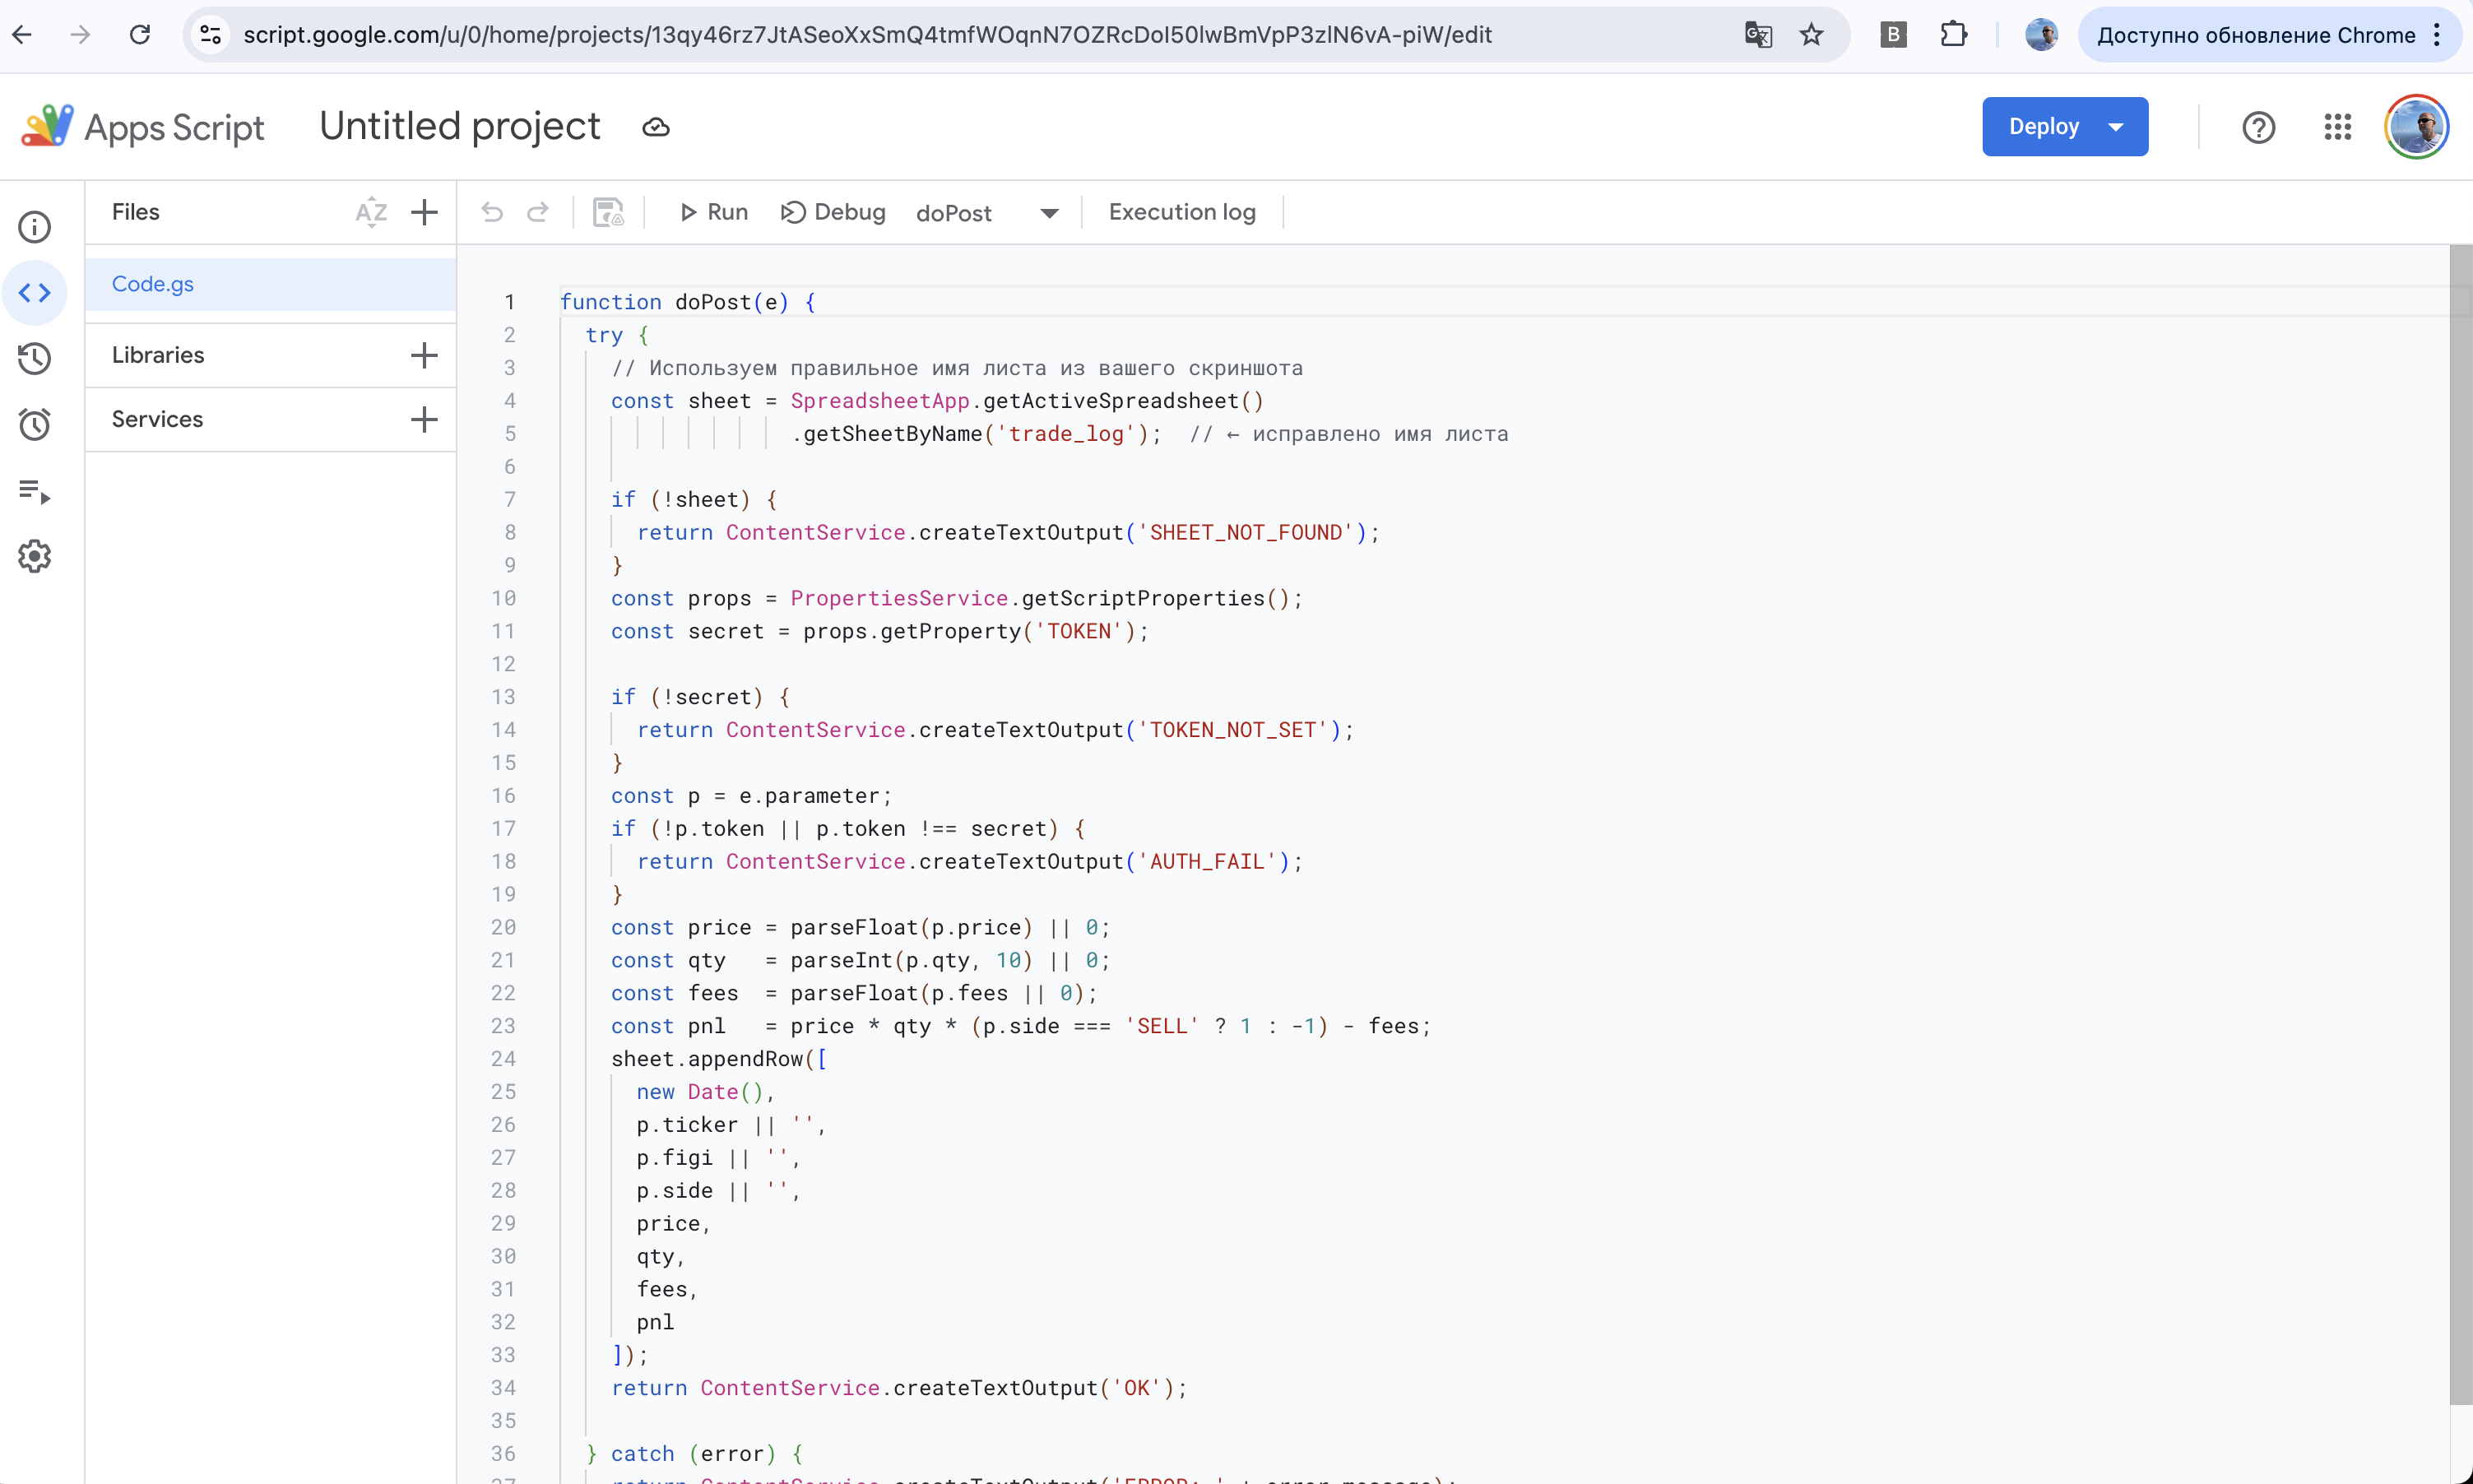 script.google.com/u/0/home/projects/13qy46rz7JtASeoXxSmQ4tmfWOqnN7OZRcDol50lwBmVpP3zlN6vA-piW/edit
B
Доступно обновление Chrome
Apps Script
Untitled project
Deploy
Files
AZ
Run
Debug
doPost
Execution log
Code.gs
Libraries
Services
1 function doPost(e) {
2 try {
3 // Используем правильное имя листа из вашего скриншота
4 const sheet = SpreadsheetApp.getActiveSpreadsheet()
5 .getSheetByName('trade_log');  // ← исправлено имя листа
6
7 if (!sheet) {
8 return ContentService.createTextOutput('SHEET_NOT_FOUND');
9 }
10 const props = PropertiesService.getScriptProperties();
11 const secret = props.getProperty('TOKEN');
12
13 if (!secret) {
14 return ContentService.createTextOutput('TOKEN_NOT_SET');
15 }
16 const p = e.parameter;
17 if (!p.token || p.token !== secret) {
18 return ContentService.createTextOutput('AUTH_FAIL');
19 }
20 const price = parseFloat(p.price) || 0;
21 const qty   = parseInt(p.qty, 10) || 0;
22 const fees  = parseFloat(p.fees || 0);
23 const pnl   = price * qty * (p.side === 'SELL' ? 1 : -1) - fees;
24 sheet.appendRow([
25 new Date(),
26 p.ticker || '',
27 p.figi || '',
28 p.side || '',
29 price,
30 qty,
31 fees,
32 pnl
33 ]);
34 return ContentService.createTextOutput('OK');
35
36 } catch (error) {
37 return ContentService.createTextOutput('ERROR: ' + error.message);